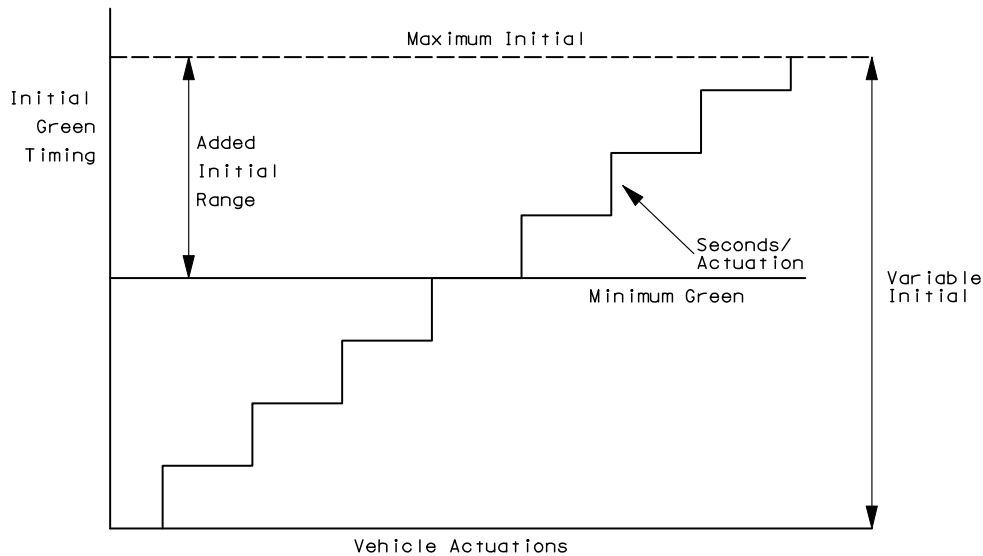 Maximum Initial
Initial
Green
Timing
Added
Initial
Range
Seconds/
Actuation
Minimum Green
Variable
Initial
Vehicle Actuations